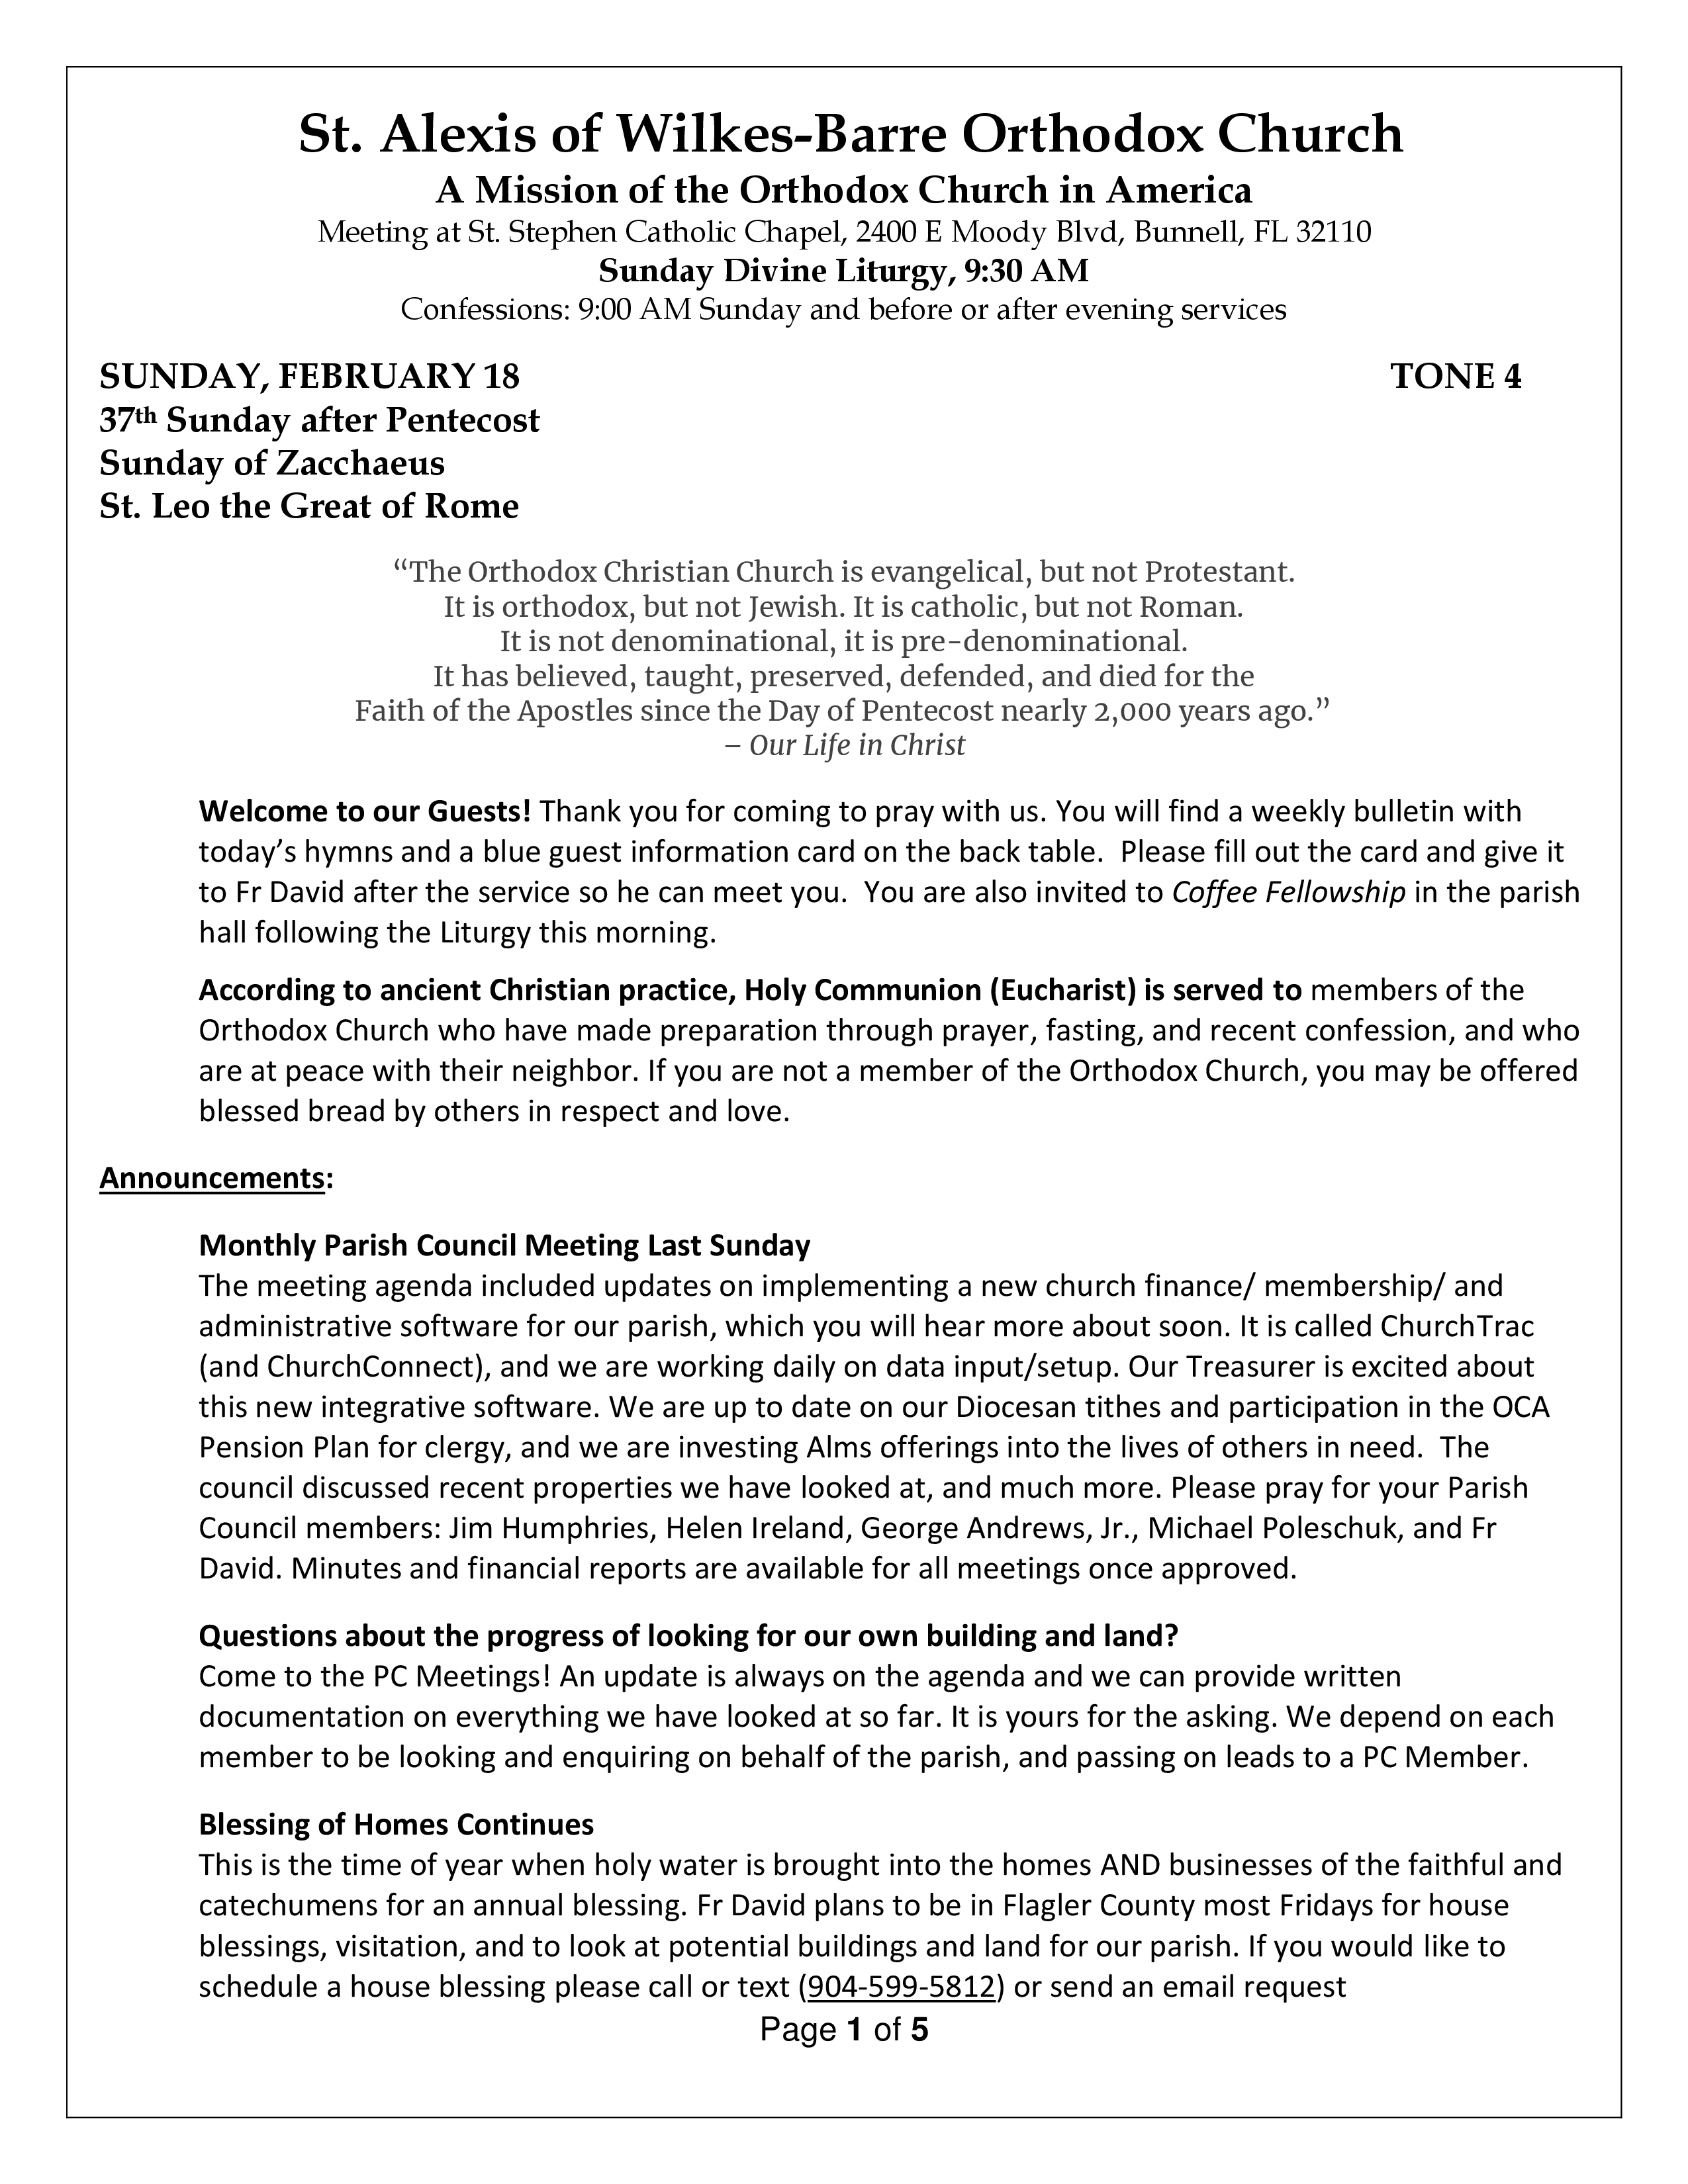 St. Alexis of Wilkes-Barre Orthodox Church
A Mission of the Orthodox Church in America
Meeting at St. Stephen Catholic Chapel, 2400 E Moody Blvd, Bunnell, FL 32110
Sunday Divine Liturgy, 9:30 AM
Confessions: 9:00 AM Sunday and before or after evening services
SUNDAY, FEBRUARY 18 TONE 4
37th Sunday after Pentecost
Sunday of Zacchaeus
St. Leo the Great of Rome
“The Orthodox Christian Church is evangelical, but not Protestant.
It is orthodox, but not Jewish. It is catholic, but not Roman.
It is not denominational, it is pre-denominational.
It has believed, taught, preserved, defended, and died for the
Faith of the Apostles since the Day of Pentecost nearly 2,000 years ago.”
– Our Life in Christ
Welcome to our Guests! Thank you for coming to pray with us. You will find a weekly bulletin with
today’s hymns and a blue guest information card on the back table.  Please fill out the card and give it
to Fr David after the service so he can meet you.  You are also invited to Coffee Fellowship in the parish
hall following the Liturgy this morning.
According to ancient Christian practice, Holy Communion (Eucharist) is served to members of the
Orthodox Church who have made preparation through prayer, fasting, and recent confession, and who
are at peace with their neighbor. If you are not a member of the Orthodox Church, you may be offered
blessed bread by others in respect and love.
Announcements:
Monthly Parish Council Meeting Last Sunday
The meeting agenda included updates on implementing a new church finance/ membership/ and
administrative software for our parish, which you will hear more about soon. It is called ChurchTrac
(and ChurchConnect), and we are working daily on data input/setup. Our Treasurer is excited about
this new integrative software. We are up to date on our Diocesan tithes and participation in the OCA
Pension Plan for clergy, and we are investing Alms offerings into the lives of others in need.  The
council discussed recent properties we have looked at, and much more. Please pray for your Parish
Council members: Jim Humphries, Helen Ireland, George Andrews, Jr., Michael Poleschuk, and Fr
David. Minutes and financial reports are available for all meetings once approved.
Questions about the progress of looking for our own building and land?
Come to the PC Meetings! An update is always on the agenda and we can provide written
documentation on everything we have looked at so far. It is yours for the asking. We depend on each
member to be looking and enquiring on behalf of the parish, and passing on leads to a PC Member.
Blessing of Homes Continues
This is the time of year when holy water is brought into the homes AND businesses of the faithful and
catechumens for an annual blessing. Fr David plans to be in Flagler County most Fridays for house
blessings, visitation, and to look at potential buildings and land for our parish. If you would like to
schedule a house blessing please call or text (904-599-5812) or send an email request
Page 1 of 5